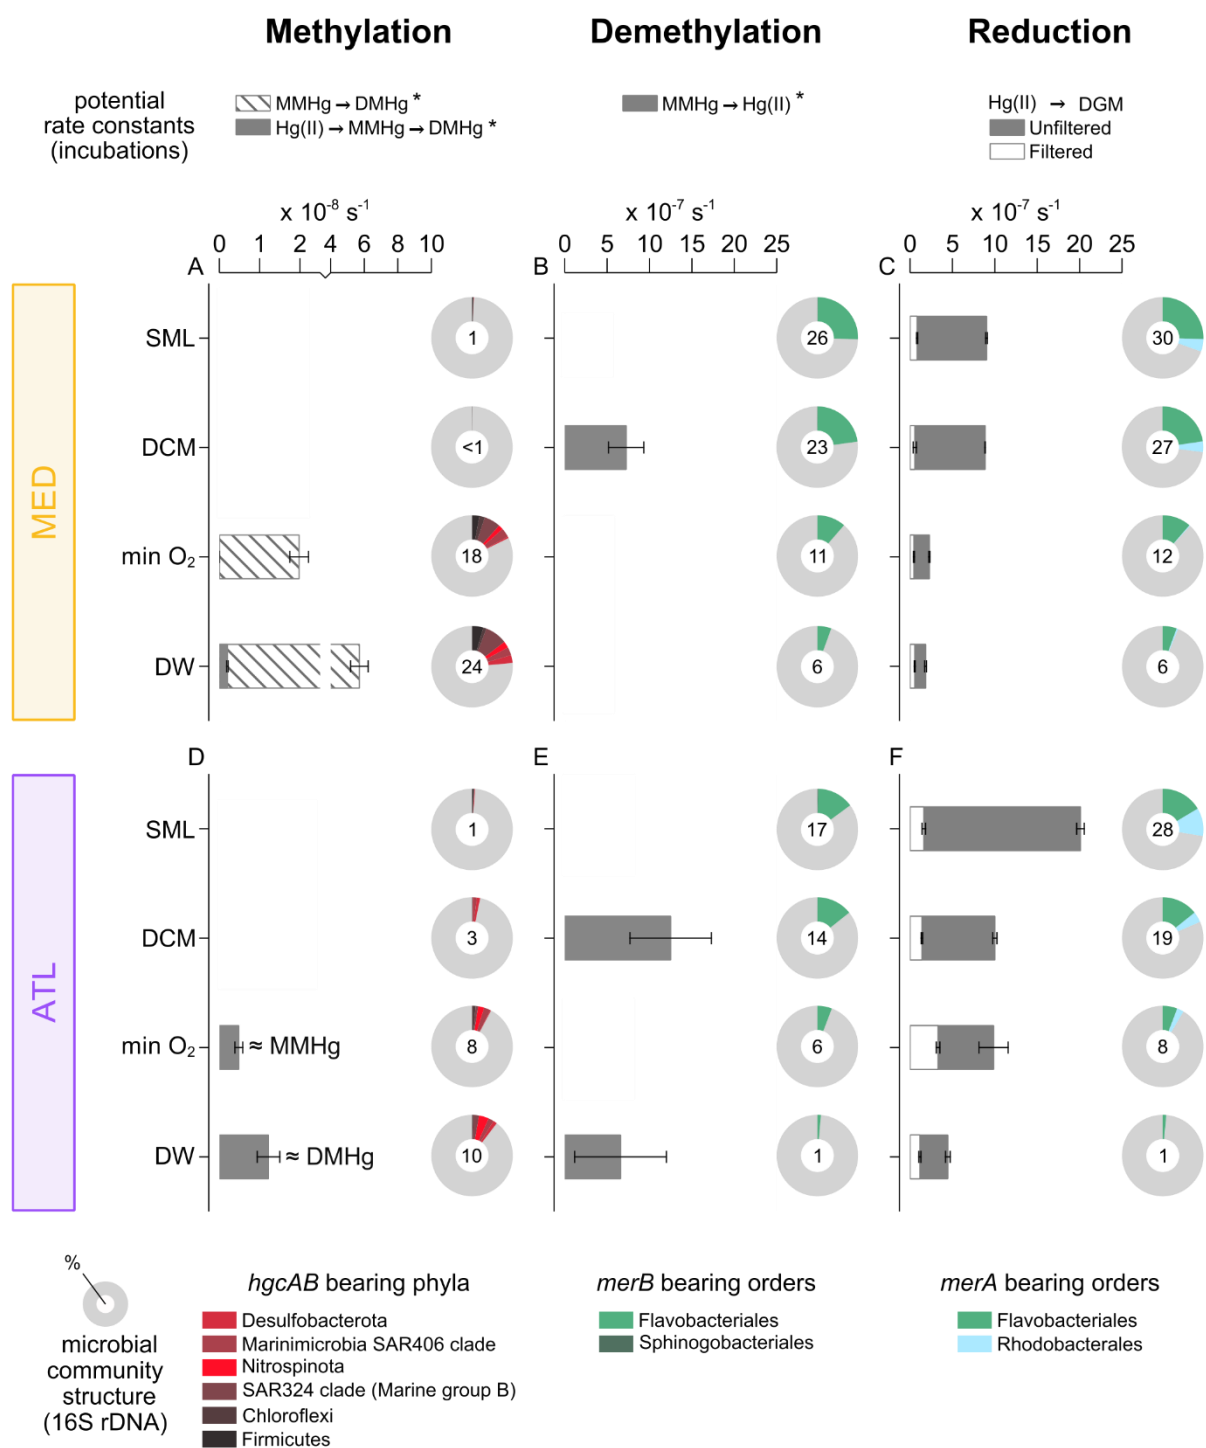 Methylation
Demethylation
Reduction
potential
rate constants
(incubations)
MMHg → DMHg *
Hg(II) → MMHg → DMHg *
MMHg → Hg(II) *
Hg(II) → DGM
Unfiltered
Filtered
x 10⁻⁸ s⁻¹
x 10⁻⁷ s⁻¹
x 10⁻⁷ s⁻¹
0 1 2 4 6 10
0 5 10 15 20 25
0 5 10 15 20 25
A
B
C
MED
SML
1
26
30
DCM
<1
23
27
min O₂
18
11
12
DW
24
6
6
D
E
F
ATL
SML
1
17
28
DCM
3
14
19
min O₂
≈ MMHg
8
6
8
DW
≈ DMHg
10
1
1
%
microbial
community
structure
(16S rDNA)
hgcAB bearing phyla
Desulfobacterota
Marinimicrobia SAR406 clade
Nitrospinota
SAR324 clade (Marine group B)
Chloroflexi
Firmicutes
merB bearing orders
Flavobacteriales
Sphinogobacteriales
merA bearing orders
Flavobacteriales
Rhodobacterales